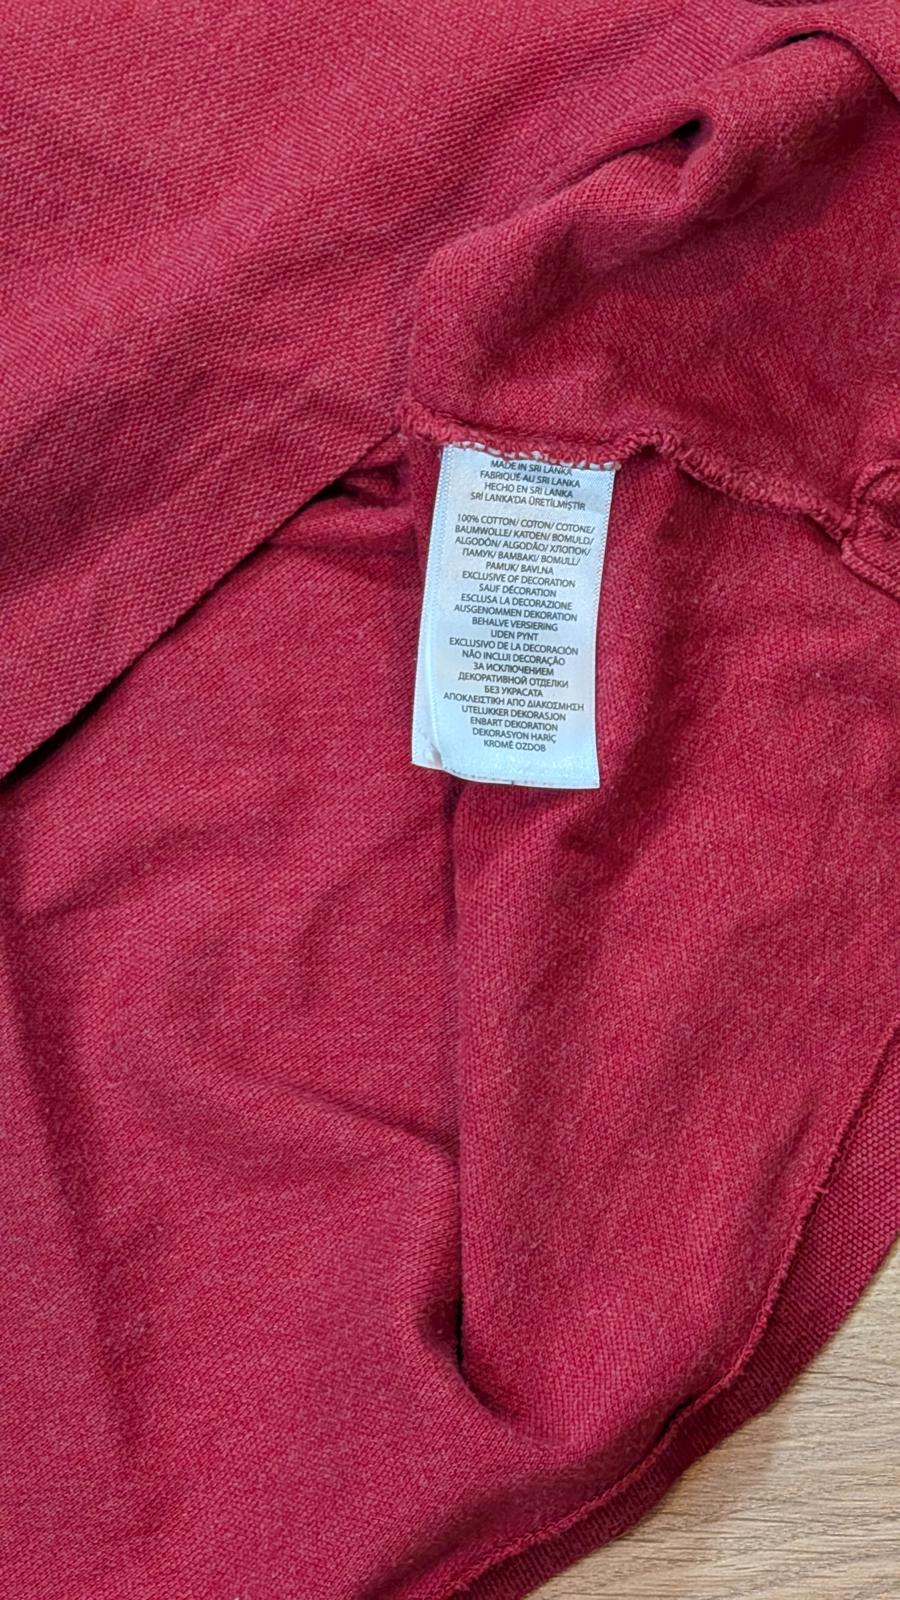 MADE IN SRI LANKA
FABRIQUÉ AU SRI LANKA
HECHO EN SRI LANKA
SRİ LANKA'DA ÜRETİLMİŞTİR
100% COTTON/ COTON/ COTONE/
BAUMWOLLE/ KATOEN/ BOMULD/
ALGODÓN/ ALGODÃO/ ХЛОПОК/
ПАМУК/ ΒΑΜΒΑΚΙ/ BOMULL/
PAMUK/ BAVLNA
EXCLUSIVE OF DECORATION
SAUF DÉCORATION
ESCLUSA LA DECORAZIONE
AUSGENOMMEN DEKORATION
BEHALVE VERSIERING
UDEN PYNT
EXCLUSIVO DE LA DECORACIÓN
NÃO INCLUI DECORAÇÃO
ЗА ИСКЛЮЧЕНИЕМ
ДЕКОРАТИВНОЙ ОТДЕЛКИ
БЕЗ УКРАСАТА
ΑΠΟΚΛΕΙΣΤΙΚΗ ΑΠΟ ΔΙΑΚΟΣΜΗΣΗ
UTELUKKER DEKORASJON
ENBART DEKORATION
DEKORASYON HARİÇ
KROMĚ OZDOB